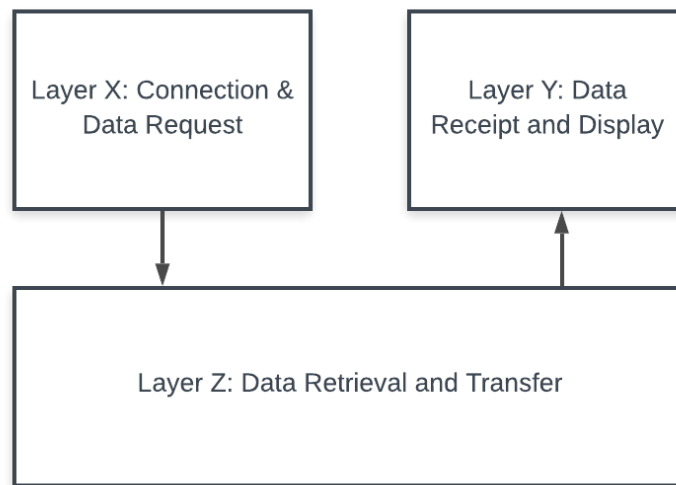 Layer X: Connection &
Data Request
Layer Y: Data
Receipt and Display
Layer Z: Data Retrieval and Transfer